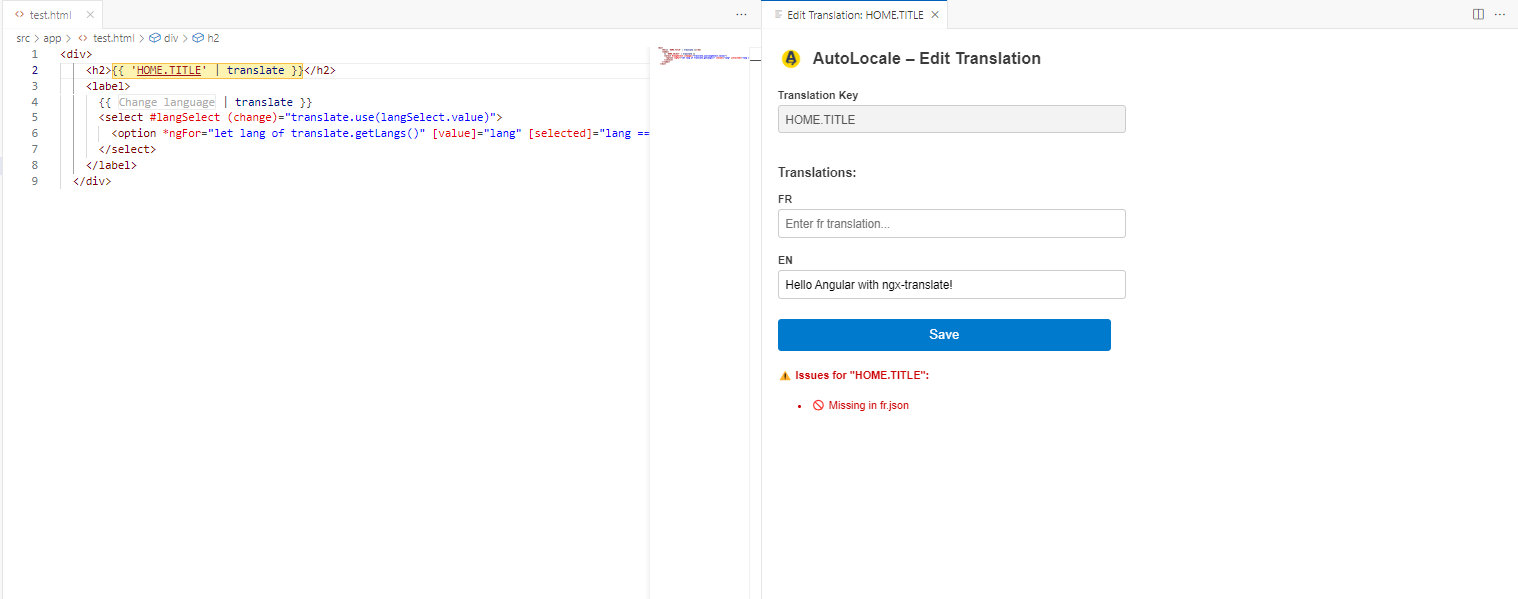 test.html
Edit Translation: HOME.TITLE
src > app > test.html > div > h2
1 <div>
2 <h2>{{ 'HOME.TITLE' | translate }}</h2>
3 <label>
4 {{ Change language | translate }}
5 <select #langSelect (change)="translate.use(langSelect.value)">
6 <option *ngFor="let lang of translate.getLangs()" [value]="lang" [selected]="lang ==
7 </select>
8 </label>
9 </div>
AutoLocale – Edit Translation
Translation Key
HOME.TITLE
Translations:
FR
Enter fr translation...
EN
Hello Angular with ngx-translate!
Save
Issues for "HOME.TITLE":
Missing in fr.json